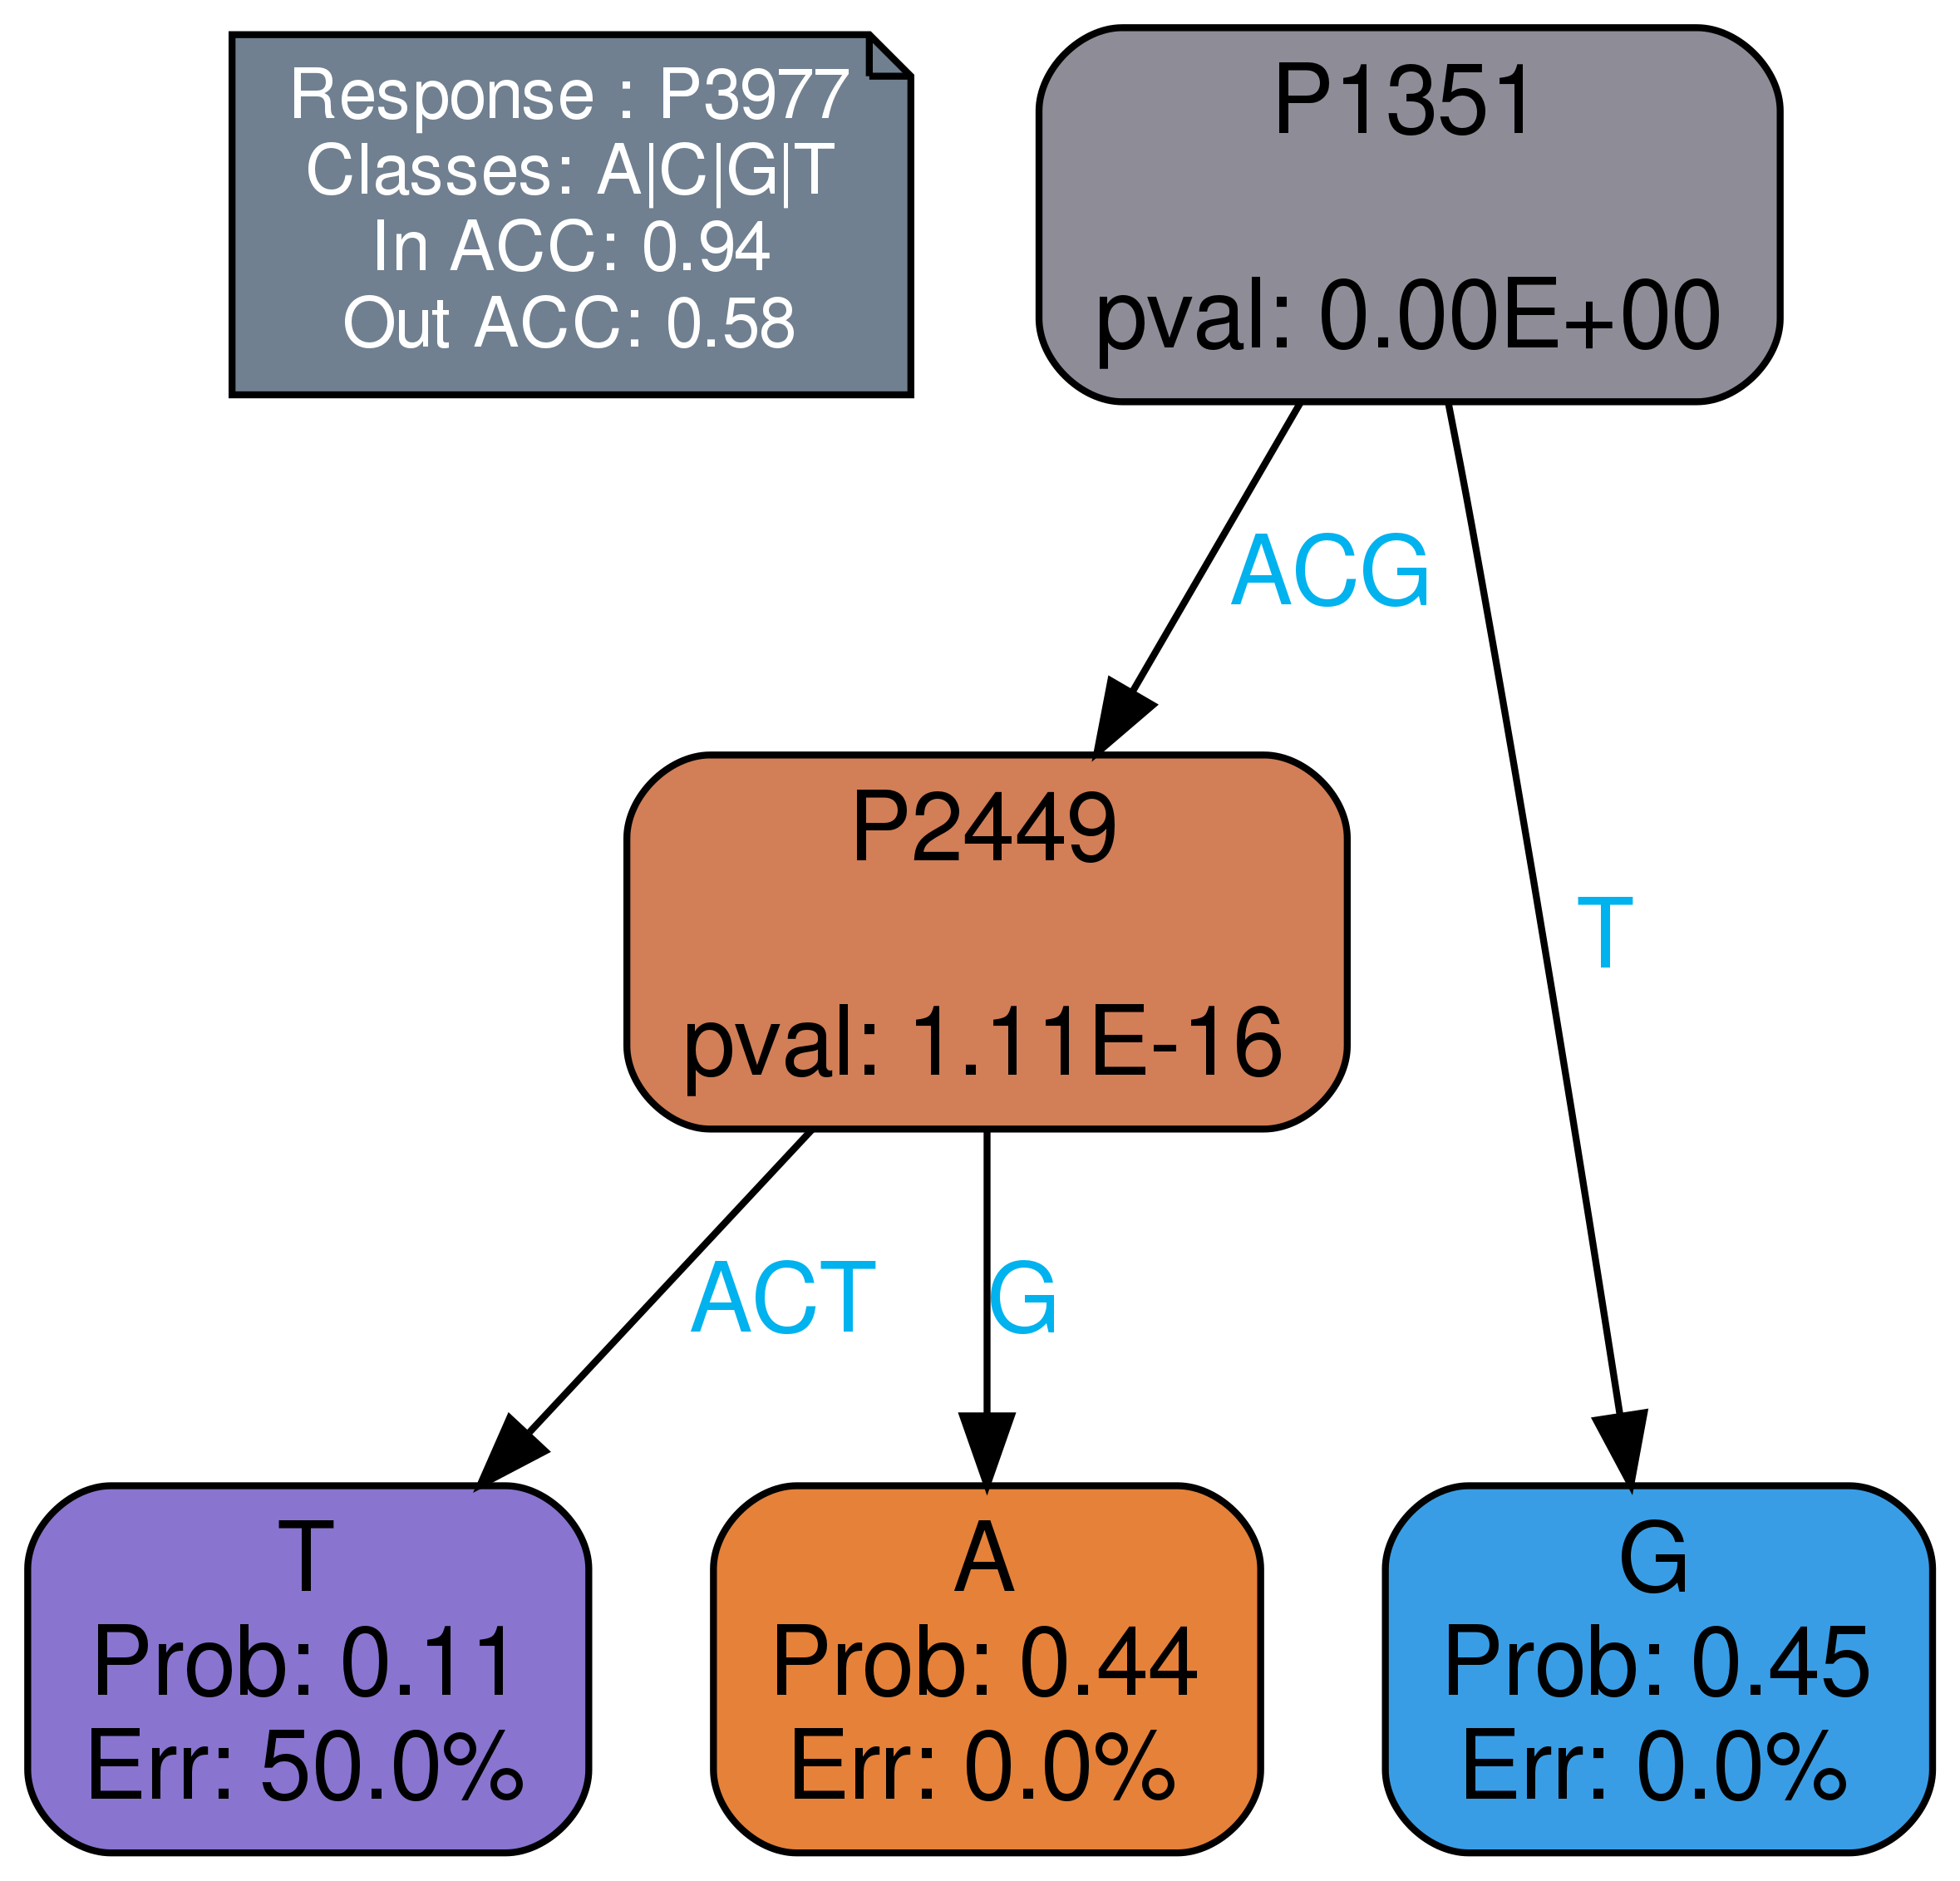 Response : P3977
Classes: A|C|G|T
In ACC: 0.94
Out ACC: 0.58
P1351
pval: 0.00E+00
ACG
T
P2449
pval: 1.11E-16
ACT
G
T
Prob: 0.11
Err: 50.0%
A
Prob: 0.44
Err: 0.0%
G
Prob: 0.45
Err: 0.0%